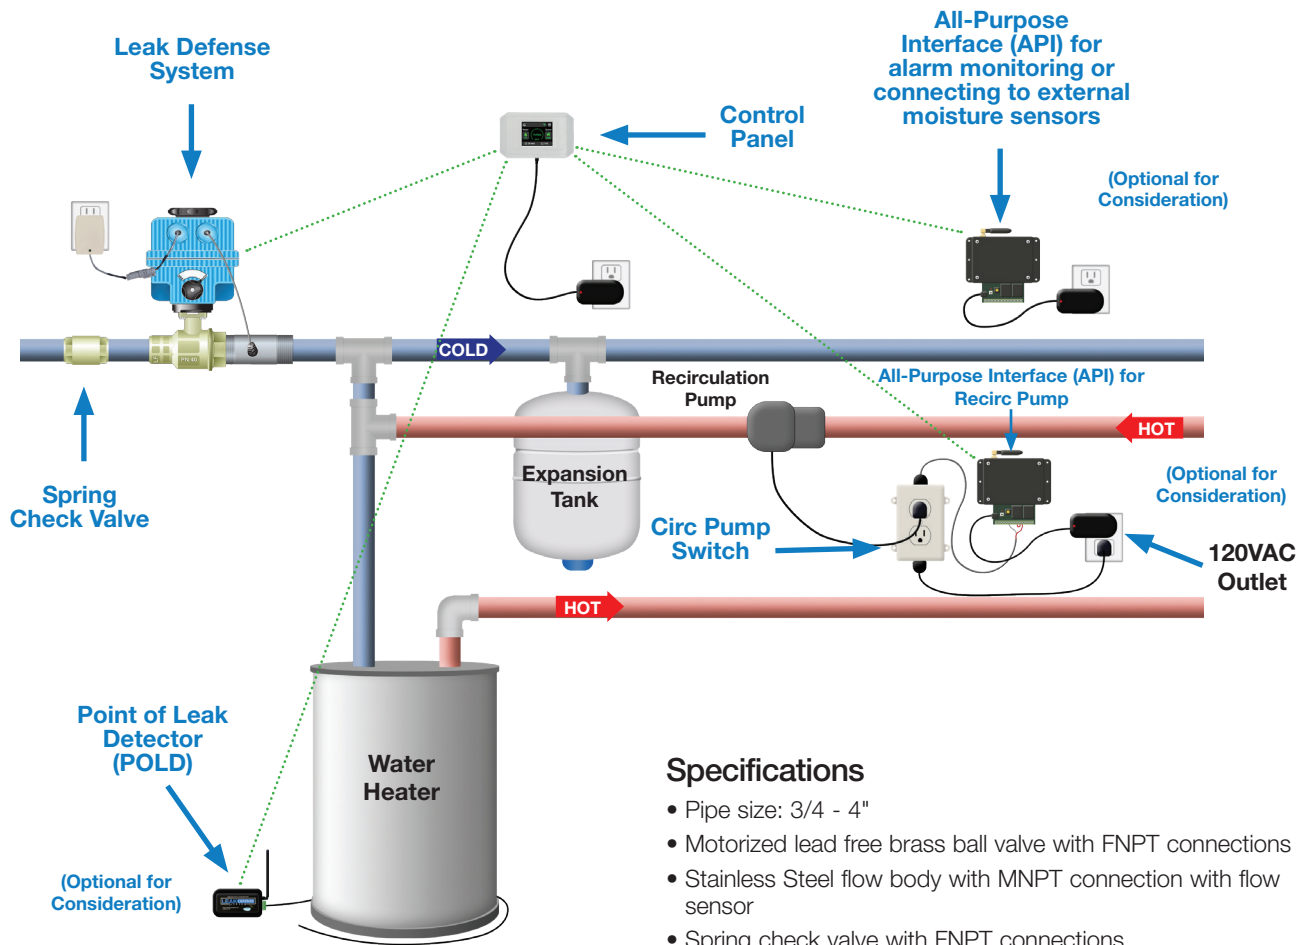 Leak Defense
System
All-Purpose
Interface (API) for
alarm monitoring or
connecting to external
moisture sensors
Control
Panel
(Optional for
Consideration)
COLD
PN 40
Spring
Check Valve
Recirculation
Pump
All-Purpose Interface (API) for
Recirc Pump
HOT
Expansion
Tank
(Optional for
Consideration)
Circ Pump
Switch
120VAC
Outlet
HOT
Point of Leak
Detector
(POLD)
Water
Heater
(Optional for
Consideration)
Specifications
• Pipe size: 3/4 - 4"
• Motorized lead free brass ball valve with FNPT connections
• Stainless Steel flow body with MNPT connection with flow
sensor
• Spring check valve with FNPT connections